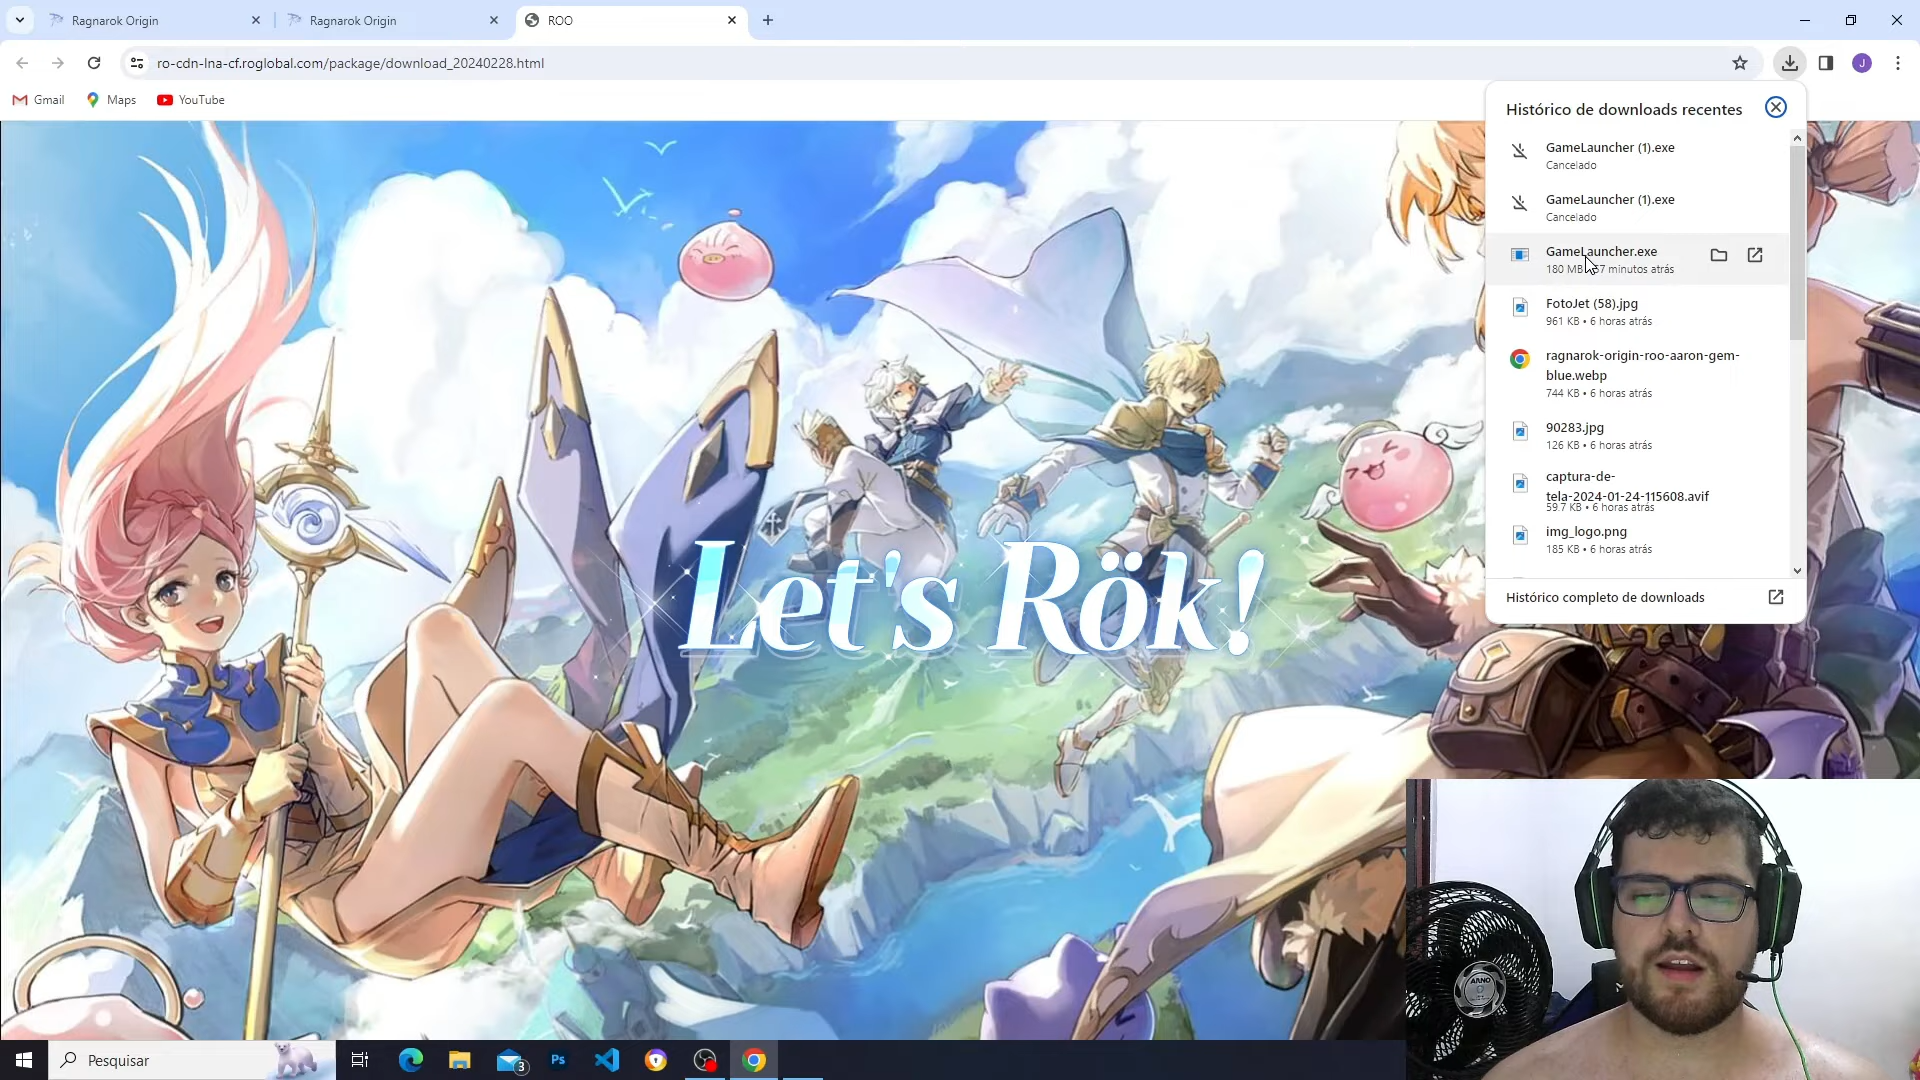 Ragnarok Origin
Ragnarok Origin
ROO
ro-cdn-lna-cf.roglobal.com/package/download_20240228.html
J
Gmail
Maps
YouTube
Histórico de downloads recentes
GameLauncher (1).exe
Cancelado
GameLauncher (1).exe
Cancelado
GameLauncher.exe
180 MB 57 minutos atrás
FotoJet (58).jpg
961 KB • 6 horas atrás
ragnarok-origin-roo-aaron-gem-
blue.webp
744 KB • 6 horas atrás
90283.jpg
126 KB • 6 horas atrás
captura-de-
tela-2024-01-24-115608.avif
59.7 KB • 6 horas atrás
img_logo.png
185 KB • 6 horas atrás
Histórico completo de downloads
Let's Rök!
ARNO
Pesquisar
3
Ps